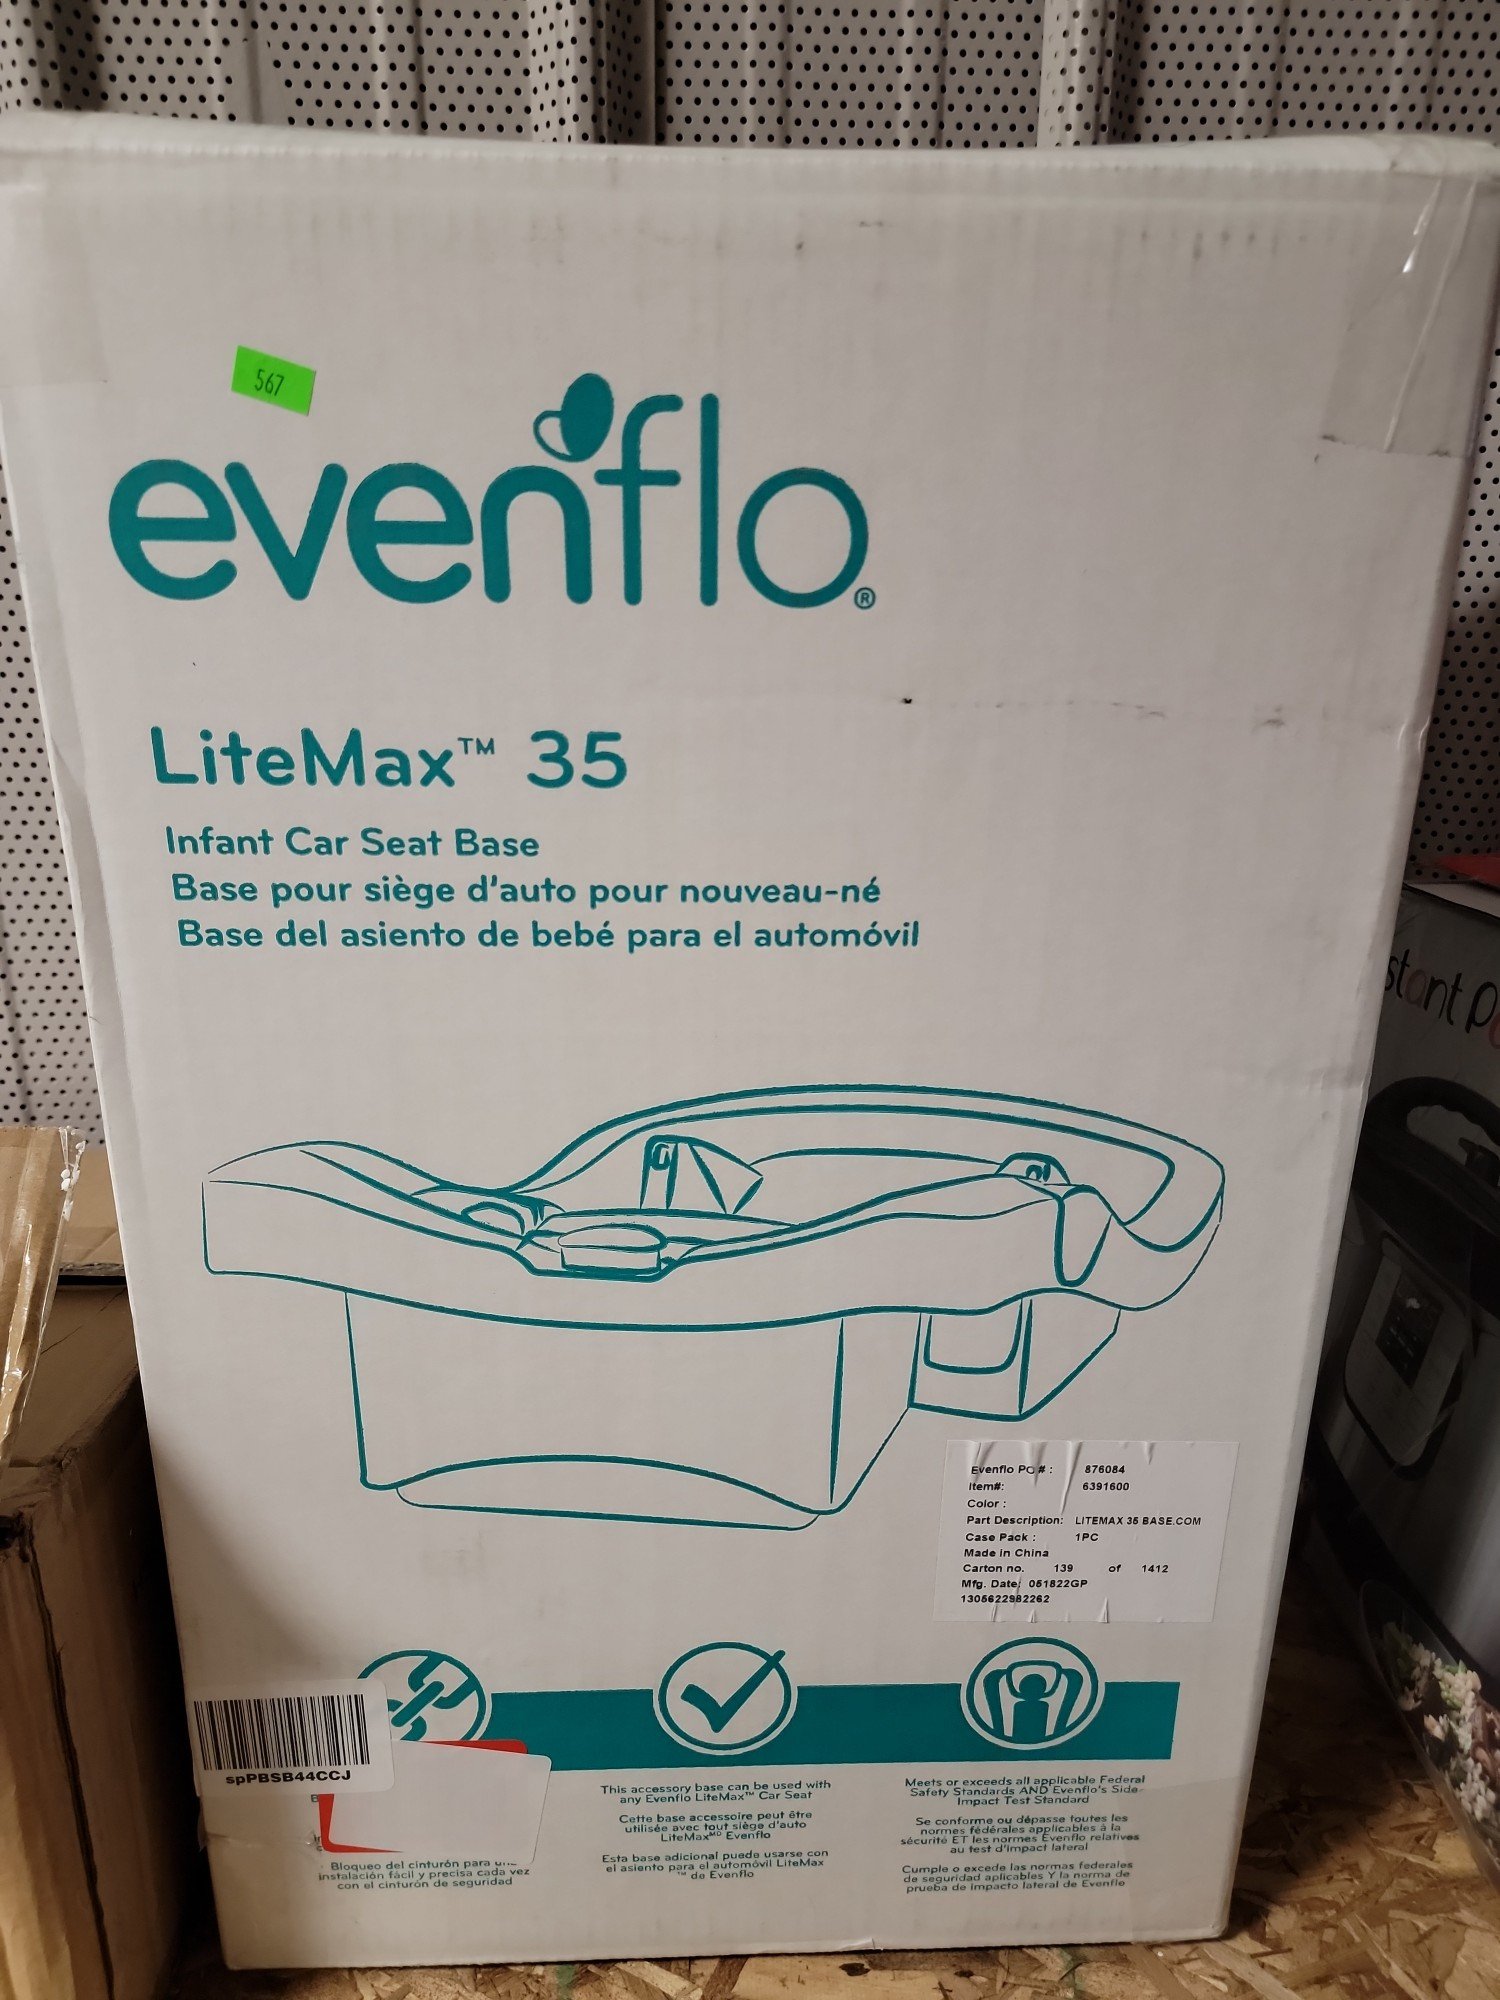 567
evenflo®
LiteMax™ 35
Infant Car Seat Base
Base pour siège d'auto pour nouveau-né
Base del asiento de bebé para el automóvil
stant P
Evenflo PO # : 876084
Item#: 6391600
Color :
Part Description: LITEMAX 35 BASE.COM
Case Pack : 1PC
Made in China
Carton no. 139 of 1412
Mfg. Date: 051822GP
1305622982262
spPBSB44CCJ
Bloqueo del cinturón para
instalación fácil y precisa cada vez
con el cinturón de seguridad
This accessory base can be used with
any Evenflo LiteMax™ Car Seat
Cette base accessoire peut être
utilisée avec tout siège d'auto
LiteMaxᴹᴰ Evenflo
Esta base adicional puede usarse con
el asiento para el automóvil LiteMax
™ de Evenflo
Meets or exceeds all applicable Federal
Safety Standards AND Evenflo's Side-
Impact Test Standard
Se conforme ou dépasse toutes les
normes fédérales applicables à la
sécurité ET les normes Evenflo relatives
au test d'impact latéral
Cumple o excede las normas federales
de seguridad aplicables Y la norma de
prueba de impacto lateral de Evenflo